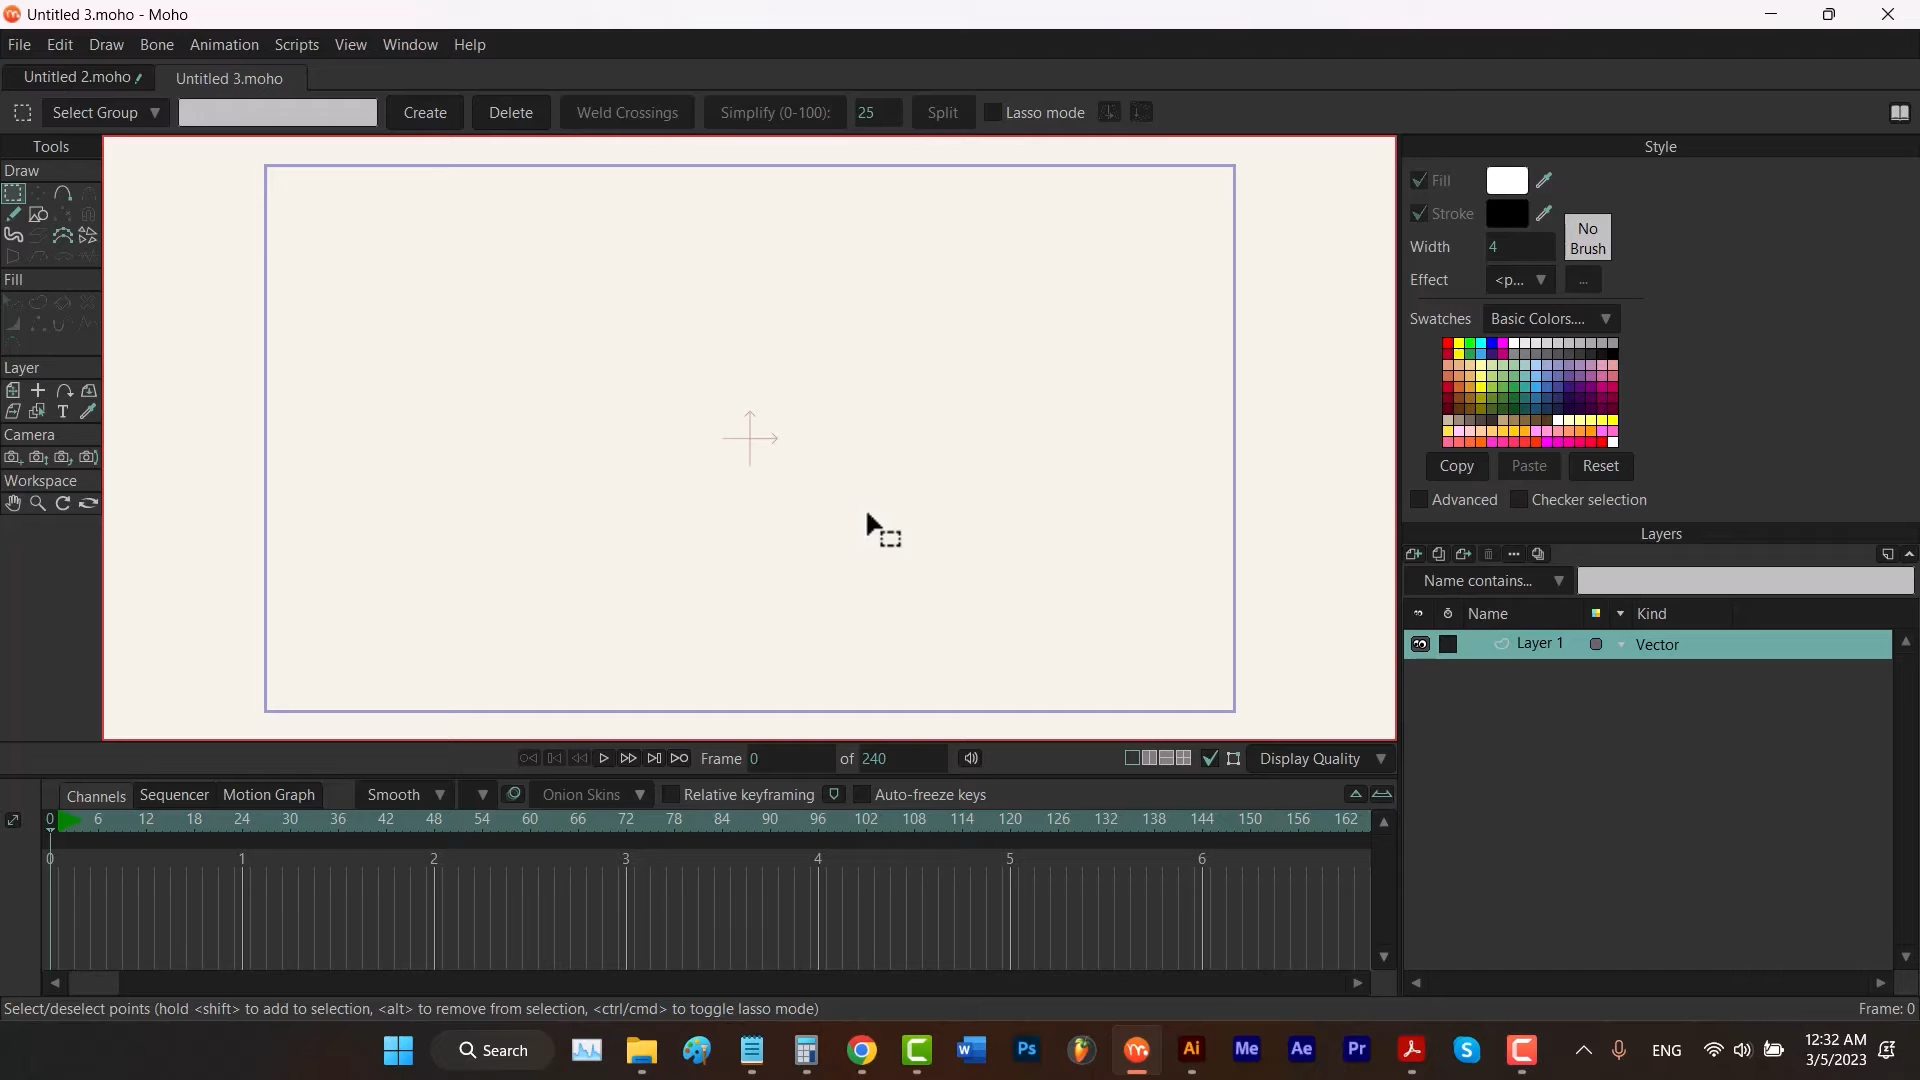 Untitled 3.moho - Moho
File Edit Draw Bone Animation Scripts View Window Help
Untitled 2.moho Untitled 3.moho
Select Group Create Delete Weld Crossings Simplify (0-100): 25 Split Lasso mode
Tools
Draw
Fill
Layer
T
Camera
Workspace
Style
Fill
Stroke
No
Brush
Width 4
Effect <p... ...
Swatches Basic Colors....
Copy Paste Reset
Advanced Checker selection
Layers
Name contains...
Name Kind
Layer 1 Vector
Frame 0 of 240 Display Quality
Channels Sequencer Motion Graph Smooth Onion Skins Relative keyframing Auto-freeze keys
0 6 12 18 24 30 36 42 48 54 60 66 72 78 84 90 96 102 108 114 120 126 132 138 144 150 156 162
0 1 2 3 4 5 6
Select/deselect points (hold <shift> to add to selection, <alt> to remove from selection, <ctrl/cmd> to toggle lasso mode) Frame: 0
Search Ps Ai Me Ae Pr S ENG
12:32 AM
3/5/2023